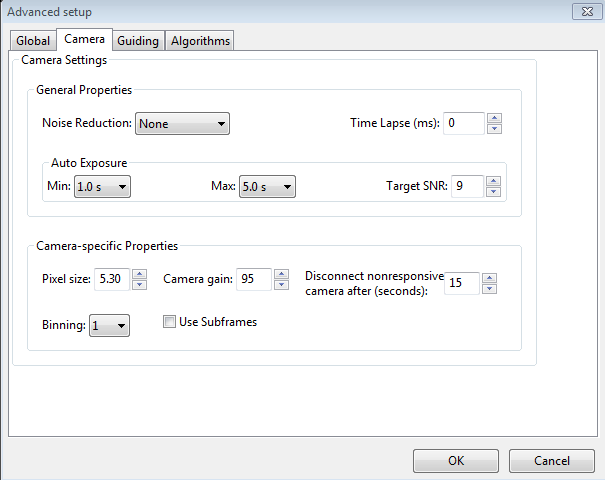 Advanced setup
Global Camera Guiding Algorithms
Camera Settings
General Properties
Noise Reduction: None Time Lapse (ms): 0
Auto Exposure
Min: 1.0 s Max: 5.0 s Target SNR: 9
Camera-specific Properties
Pixel size: 5.30 Camera gain: 95 Disconnect nonresponsive
camera after (seconds): 15
Binning: 1 Use Subframes
OK Cancel